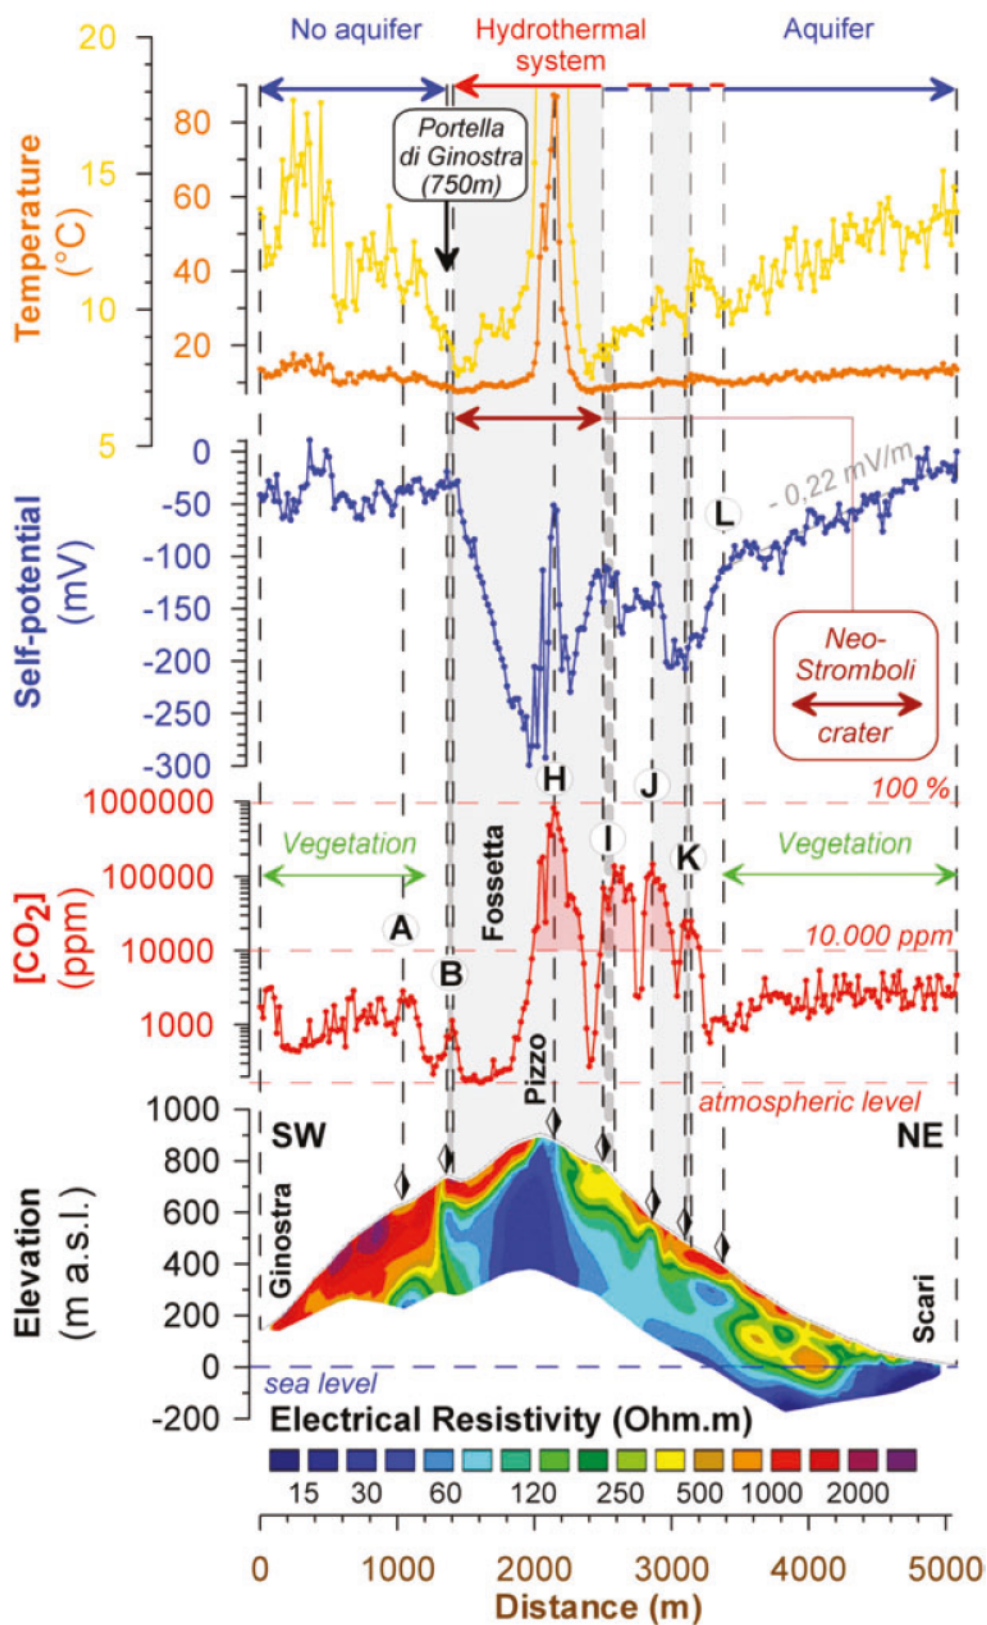 No aquifer
Hydrothermal
system
Aquifer
Portella
di Ginostra
(750m)
Temperature
(°C)
20
15
10
5
80
60
40
20
Self-potential
(mV)
0
-50
-100
-150
-200
-250
-300
- 0,22 mV/m
L
Neo-
Stromboli
crater
H
J
I
K
A
B
100 %
Vegetation
Vegetation
Fossetta
Pizzo
10.000 ppm
atmospheric level
[CO2]
(ppm)
1000000
100000
10000
1000
Elevation
(m a.s.l.)
1000
800
600
400
200
0
-200
SW
NE
Ginostra
Scari
sea level
Electrical Resistivity (Ohm.m)
15 30 60 120 250 500 1000 2000
0 1000 2000 3000 4000 5000
Distance (m)